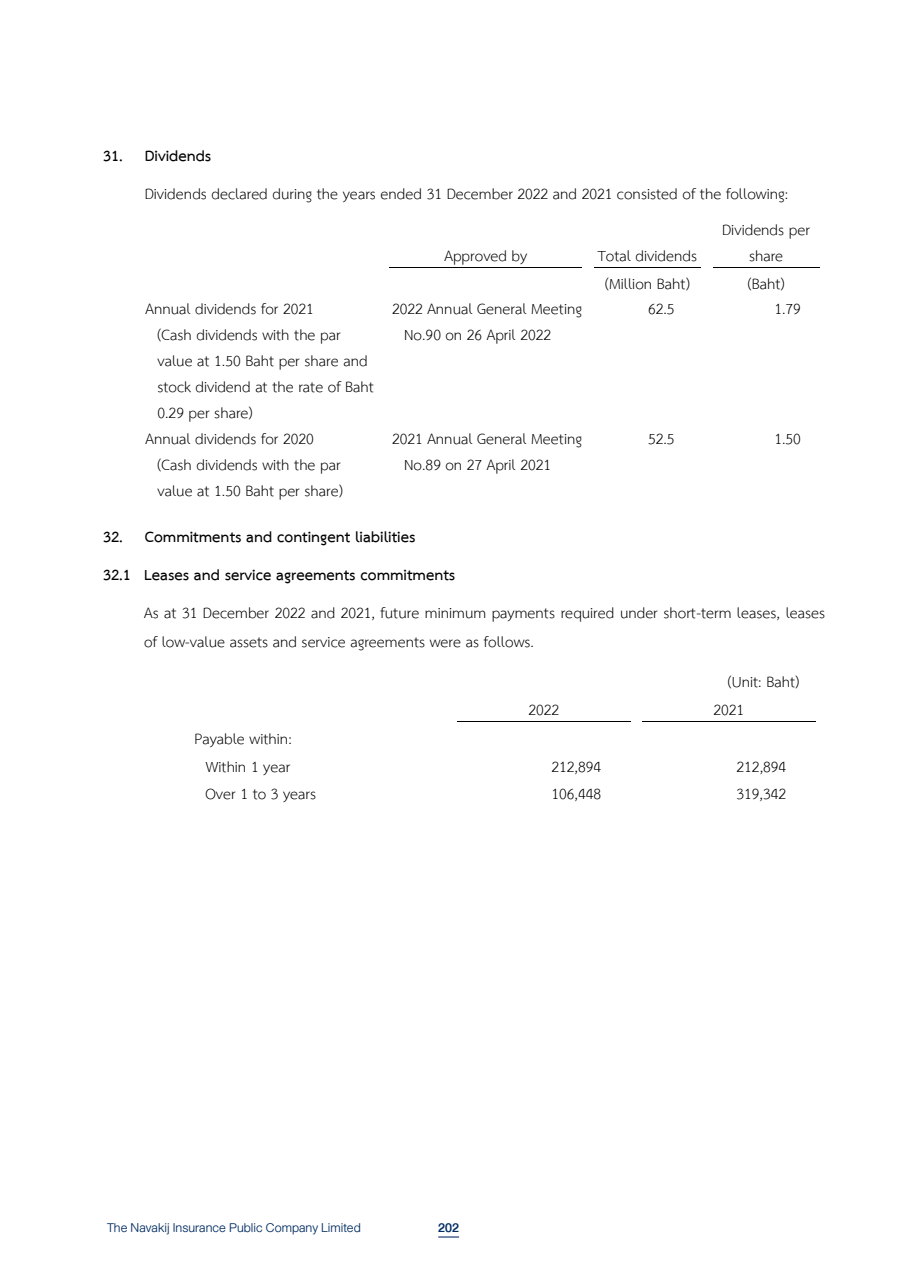 31. Dividends
Dividends declared during the years ended 31 December 2022 and 2021 consisted of the following:
Dividends per
Approved by Total dividends share
(Million Baht) (Baht)
Annual dividends for 2021 2022 Annual General Meeting 62.5 1.79
(Cash dividends with the par No.90 on 26 April 2022
value at 1.50 Baht per share and
stock dividend at the rate of Baht
0.29 per share)
Annual dividends for 2020 2021 Annual General Meeting 52.5 1.50
(Cash dividends with the par No.89 on 27 April 2021
value at 1.50 Baht per share)
32. Commitments and contingent liabilities
32.1 Leases and service agreements commitments
As at 31 December 2022 and 2021, future minimum payments required under short-term leases, leases
of low-value assets and service agreements were as follows.
(Unit: Baht)
2022 2021
Payable within:
Within 1 year 212,894 212,894
Over 1 to 3 years 106,448 319,342
The Navakij Insurance Public Company Limited 202